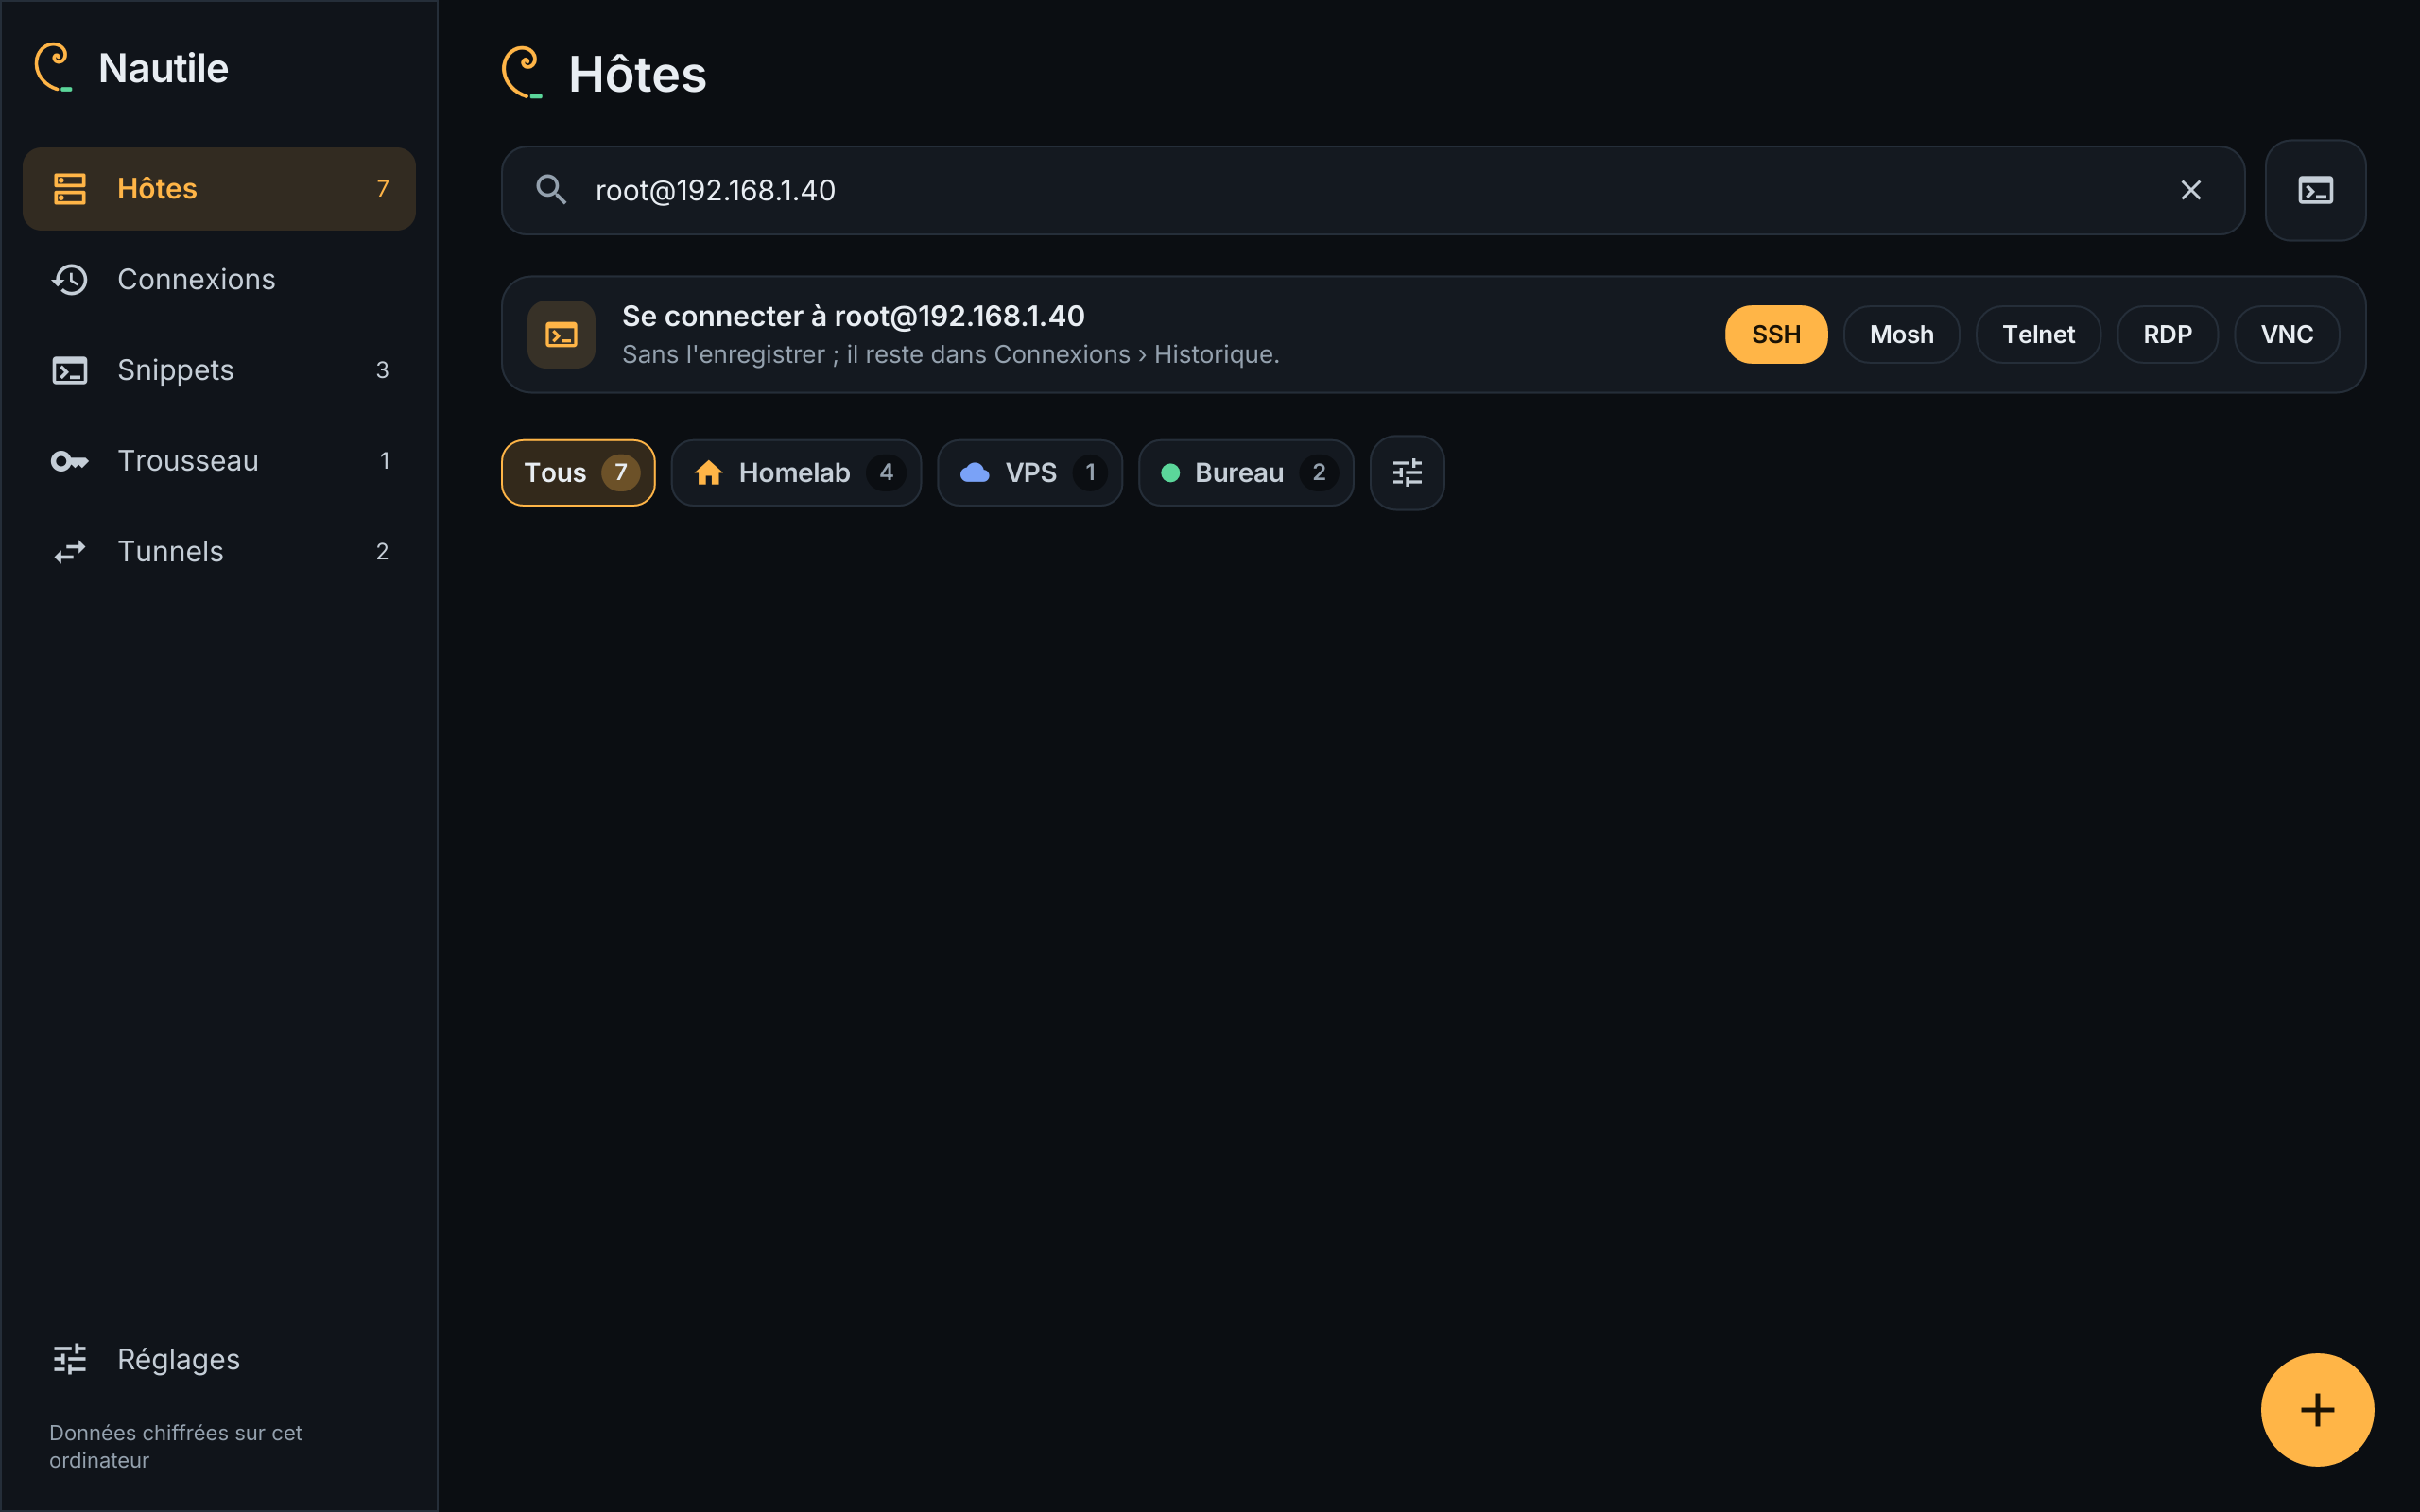 Nautile
Hôtes 7
Connexions
Snippets 3
Trousseau 1
Tunnels 2
Réglages
Données chiffrées sur cet
ordinateur
Hôtes
root@192.168.1.40
Se connecter à root@192.168.1.40
Sans l'enregistrer ; il reste dans Connexions › Historique.
SSH Mosh Telnet RDP VNC
Tous 7 Homelab 4 VPS 1 Bureau 2